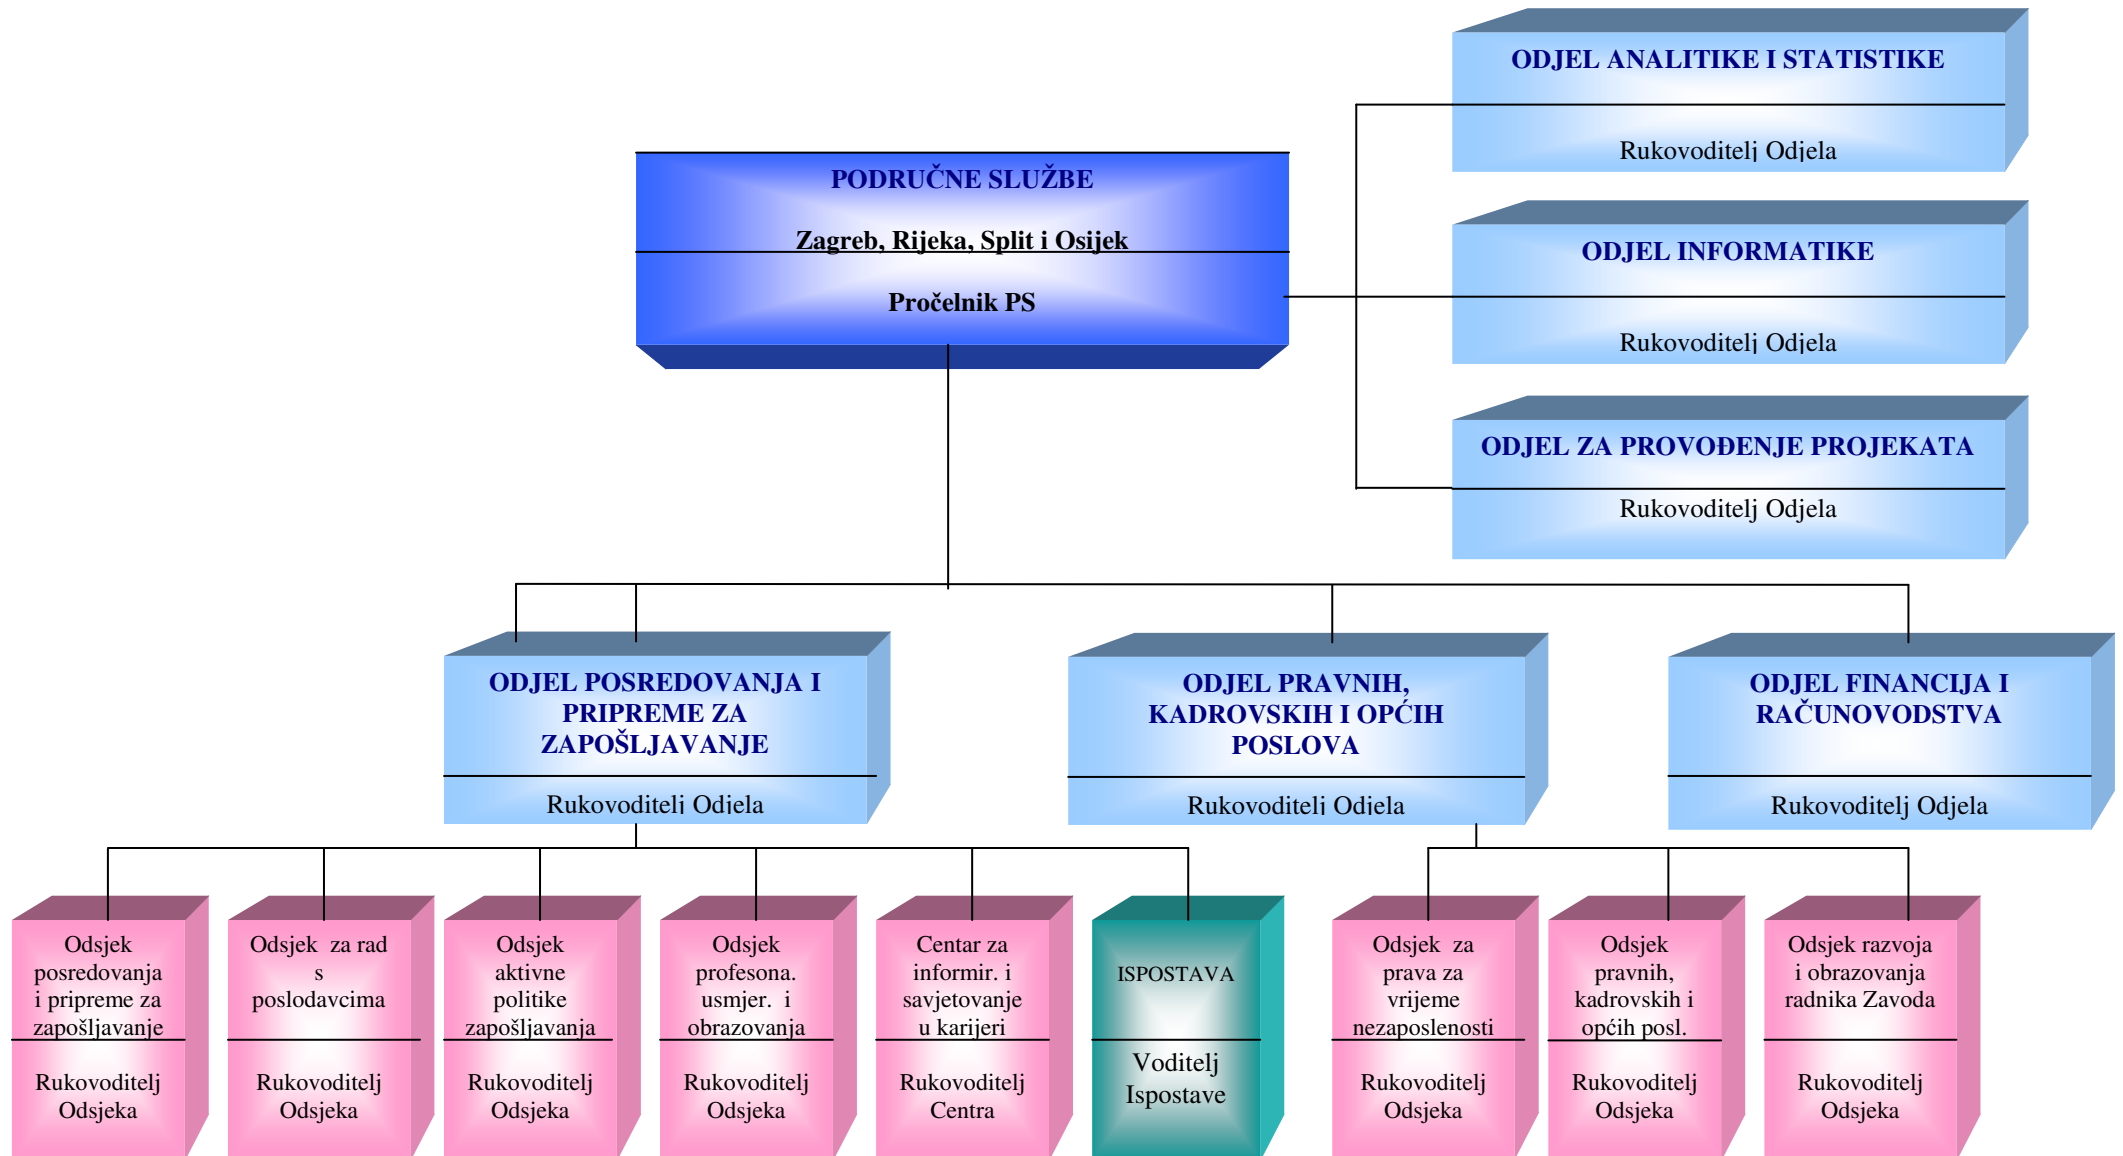 ODJEL ANALITIKE I STATISTIKE
Rukovoditelj Odjela
PODRUČNE SLUŽBE
Zagreb, Rijeka, Split i Osijek
Pročelnik PS
ODJEL INFORMATIKE
Rukovoditelj Odjela
ODJEL ZA PROVOĐENJE PROJEKATA
Rukovoditelj Odjela
ODJEL POSREDOVANJA I
PRIPREME ZA
ZAPOŠLJAVANJE
Rukovoditelj Odjela
ODJEL PRAVNIH,
KADROVSKIH I OPĆIH
POSLOVA
Rukovoditelj Odjela
ODJEL FINANCIJA I
RAČUNOVODSTVA
Rukovoditelj Odjela
Odsjek
posredovanja
i pripreme za
zapošljavanje
Rukovoditelj
Odsjeka
Odsjek za rad
s
poslodavcima
Rukovoditelj
Odsjeka
Odsjek
aktivne
politike
zapošljavanja
Rukovoditelj
Odsjeka
Odsjek
profesona.
usmjer. i
obrazovanja
Rukovoditelj
Odsjeka
Centar za
informir. i
savjetovanje
u karijeri
Rukovoditelj
Centra
ISPOSTAVA
Voditelj
Ispostave
Odsjek za
prava za
vrijeme
nezaposlenosti
Rukovoditelj
Odsjeka
Odsjek
pravnih,
kadrovskih i
općih posl.
Rukovoditelj
Odsjeka
Odsjek razvoja
i obrazovanja
radnika Zavoda
Rukovoditelj
Odsjeka